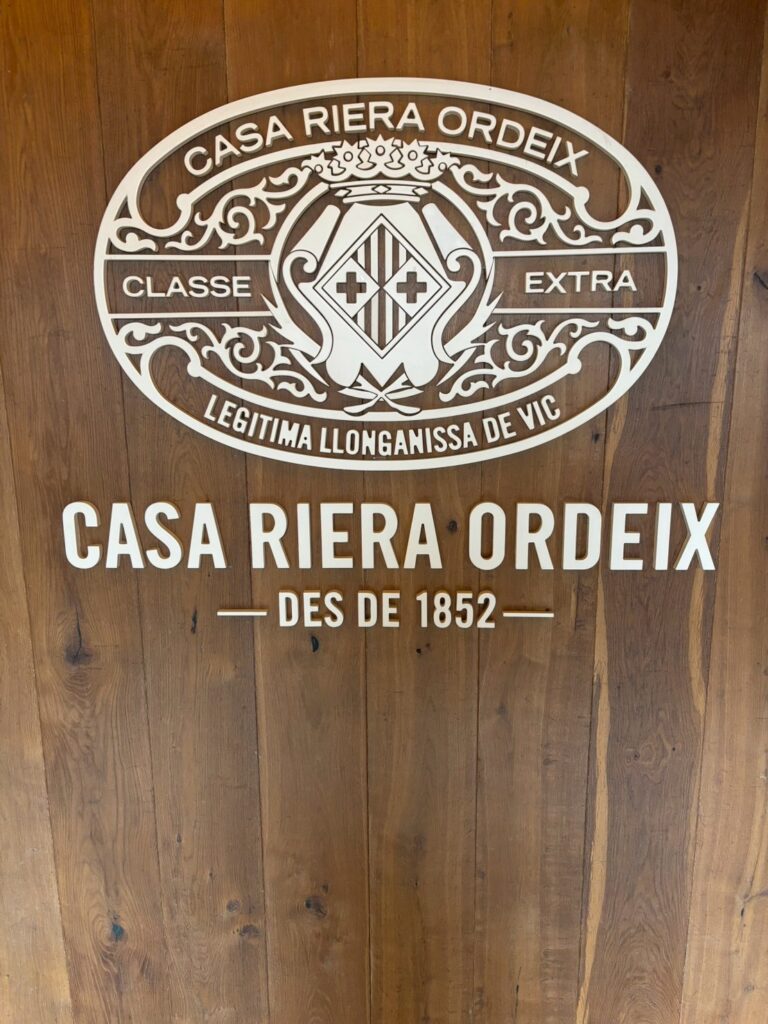 CASA RIERA ORDEIX
CLASSE EXTRA
LEGITIMA LLONGANISSA DE VIC
CASA RIERA ORDEIX
DES DE 1852